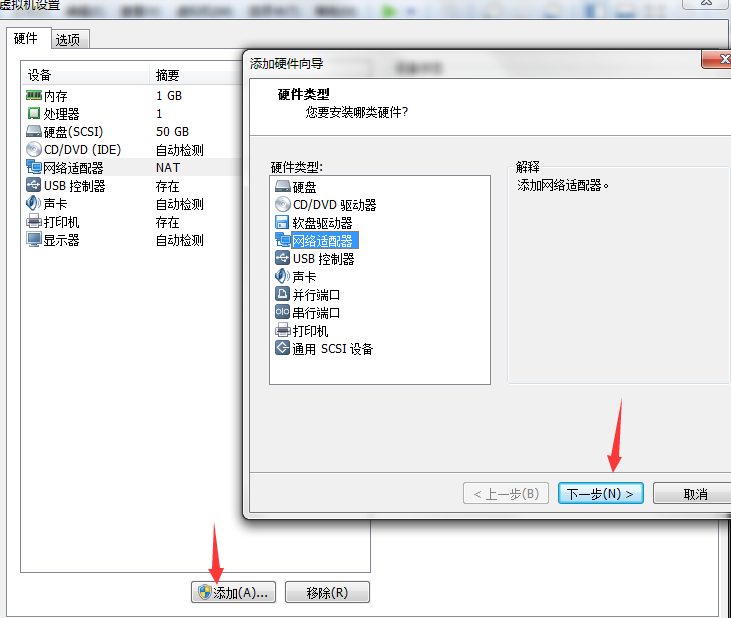 虚拟机设置
硬件 选项
设备 摘要
内存 1 GB
处理器 1
硬盘(SCSI) 50 GB
CD/DVD (IDE) 自动检测
网络适配器 NAT
USB 控制器 存在
声卡 自动检测
打印机 存在
显示器 自动检测
添加(A)... 移除(R)
添加硬件向导
硬件类型
您要安装哪类硬件?
硬件类型:
硬盘
CD/DVD 驱动器
软盘驱动器
网络适配器
USB 控制器
声卡
并行端口
串行端口
打印机
通用 SCSI 设备
解释
添加网络适配器。
< 上一步(B) 下一步(N) > 取消